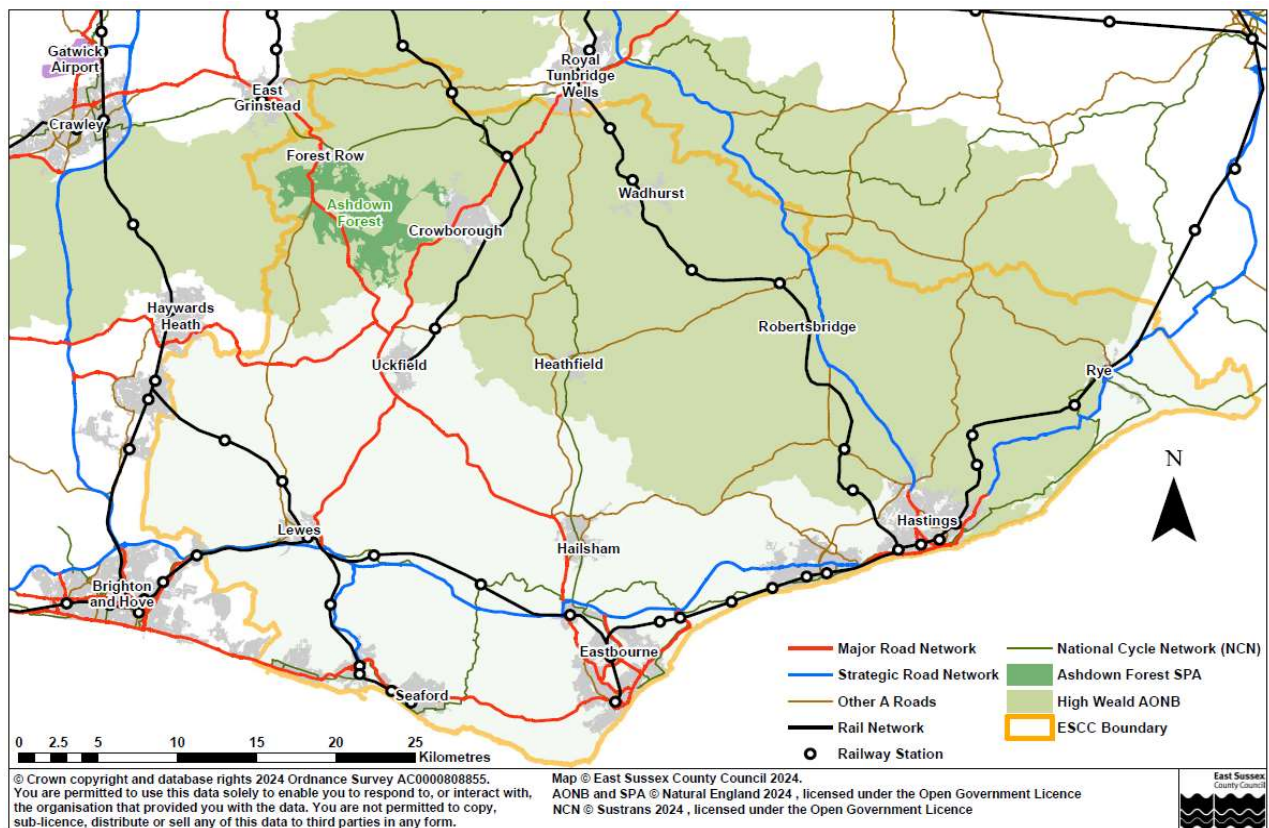 Gatwick
Airport
Crawley
East
Grinstead
Royal
Tunbridge
Wells
Forest Row
Ashdown
Forest
Crowborough
Wadhurst
Haywards
Heath
Uckfield
Heathfield
Robertsbridge
Rye
N
Lewes
Hailsham
Hastings
Brighton
and Hove
Eastbourne
Seaford
Major Road Network
Strategic Road Network
Other A Roads
Rail Network
Railway Station
National Cycle Network (NCN)
Ashdown Forest SPA
High Weald AONB
ESCC Boundary
0 2.5 5 10 15 20 25
Kilometres
© Crown copyright and database rights 2024 Ordnance Survey AC0000808855.
You are permitted to use this data solely to enable you to respond to, or interact with,
the organisation that provided you with the data. You are not permitted to copy,
sub-licence, distribute or sell any of this data to third parties in any form.
Map © East Sussex County Council 2024.
AONB and SPA © Natural England 2024 , licensed under the Open Government Licence
NCN © Sustrans 2024 , licensed under the Open Government Licence
East Sussex
County Council